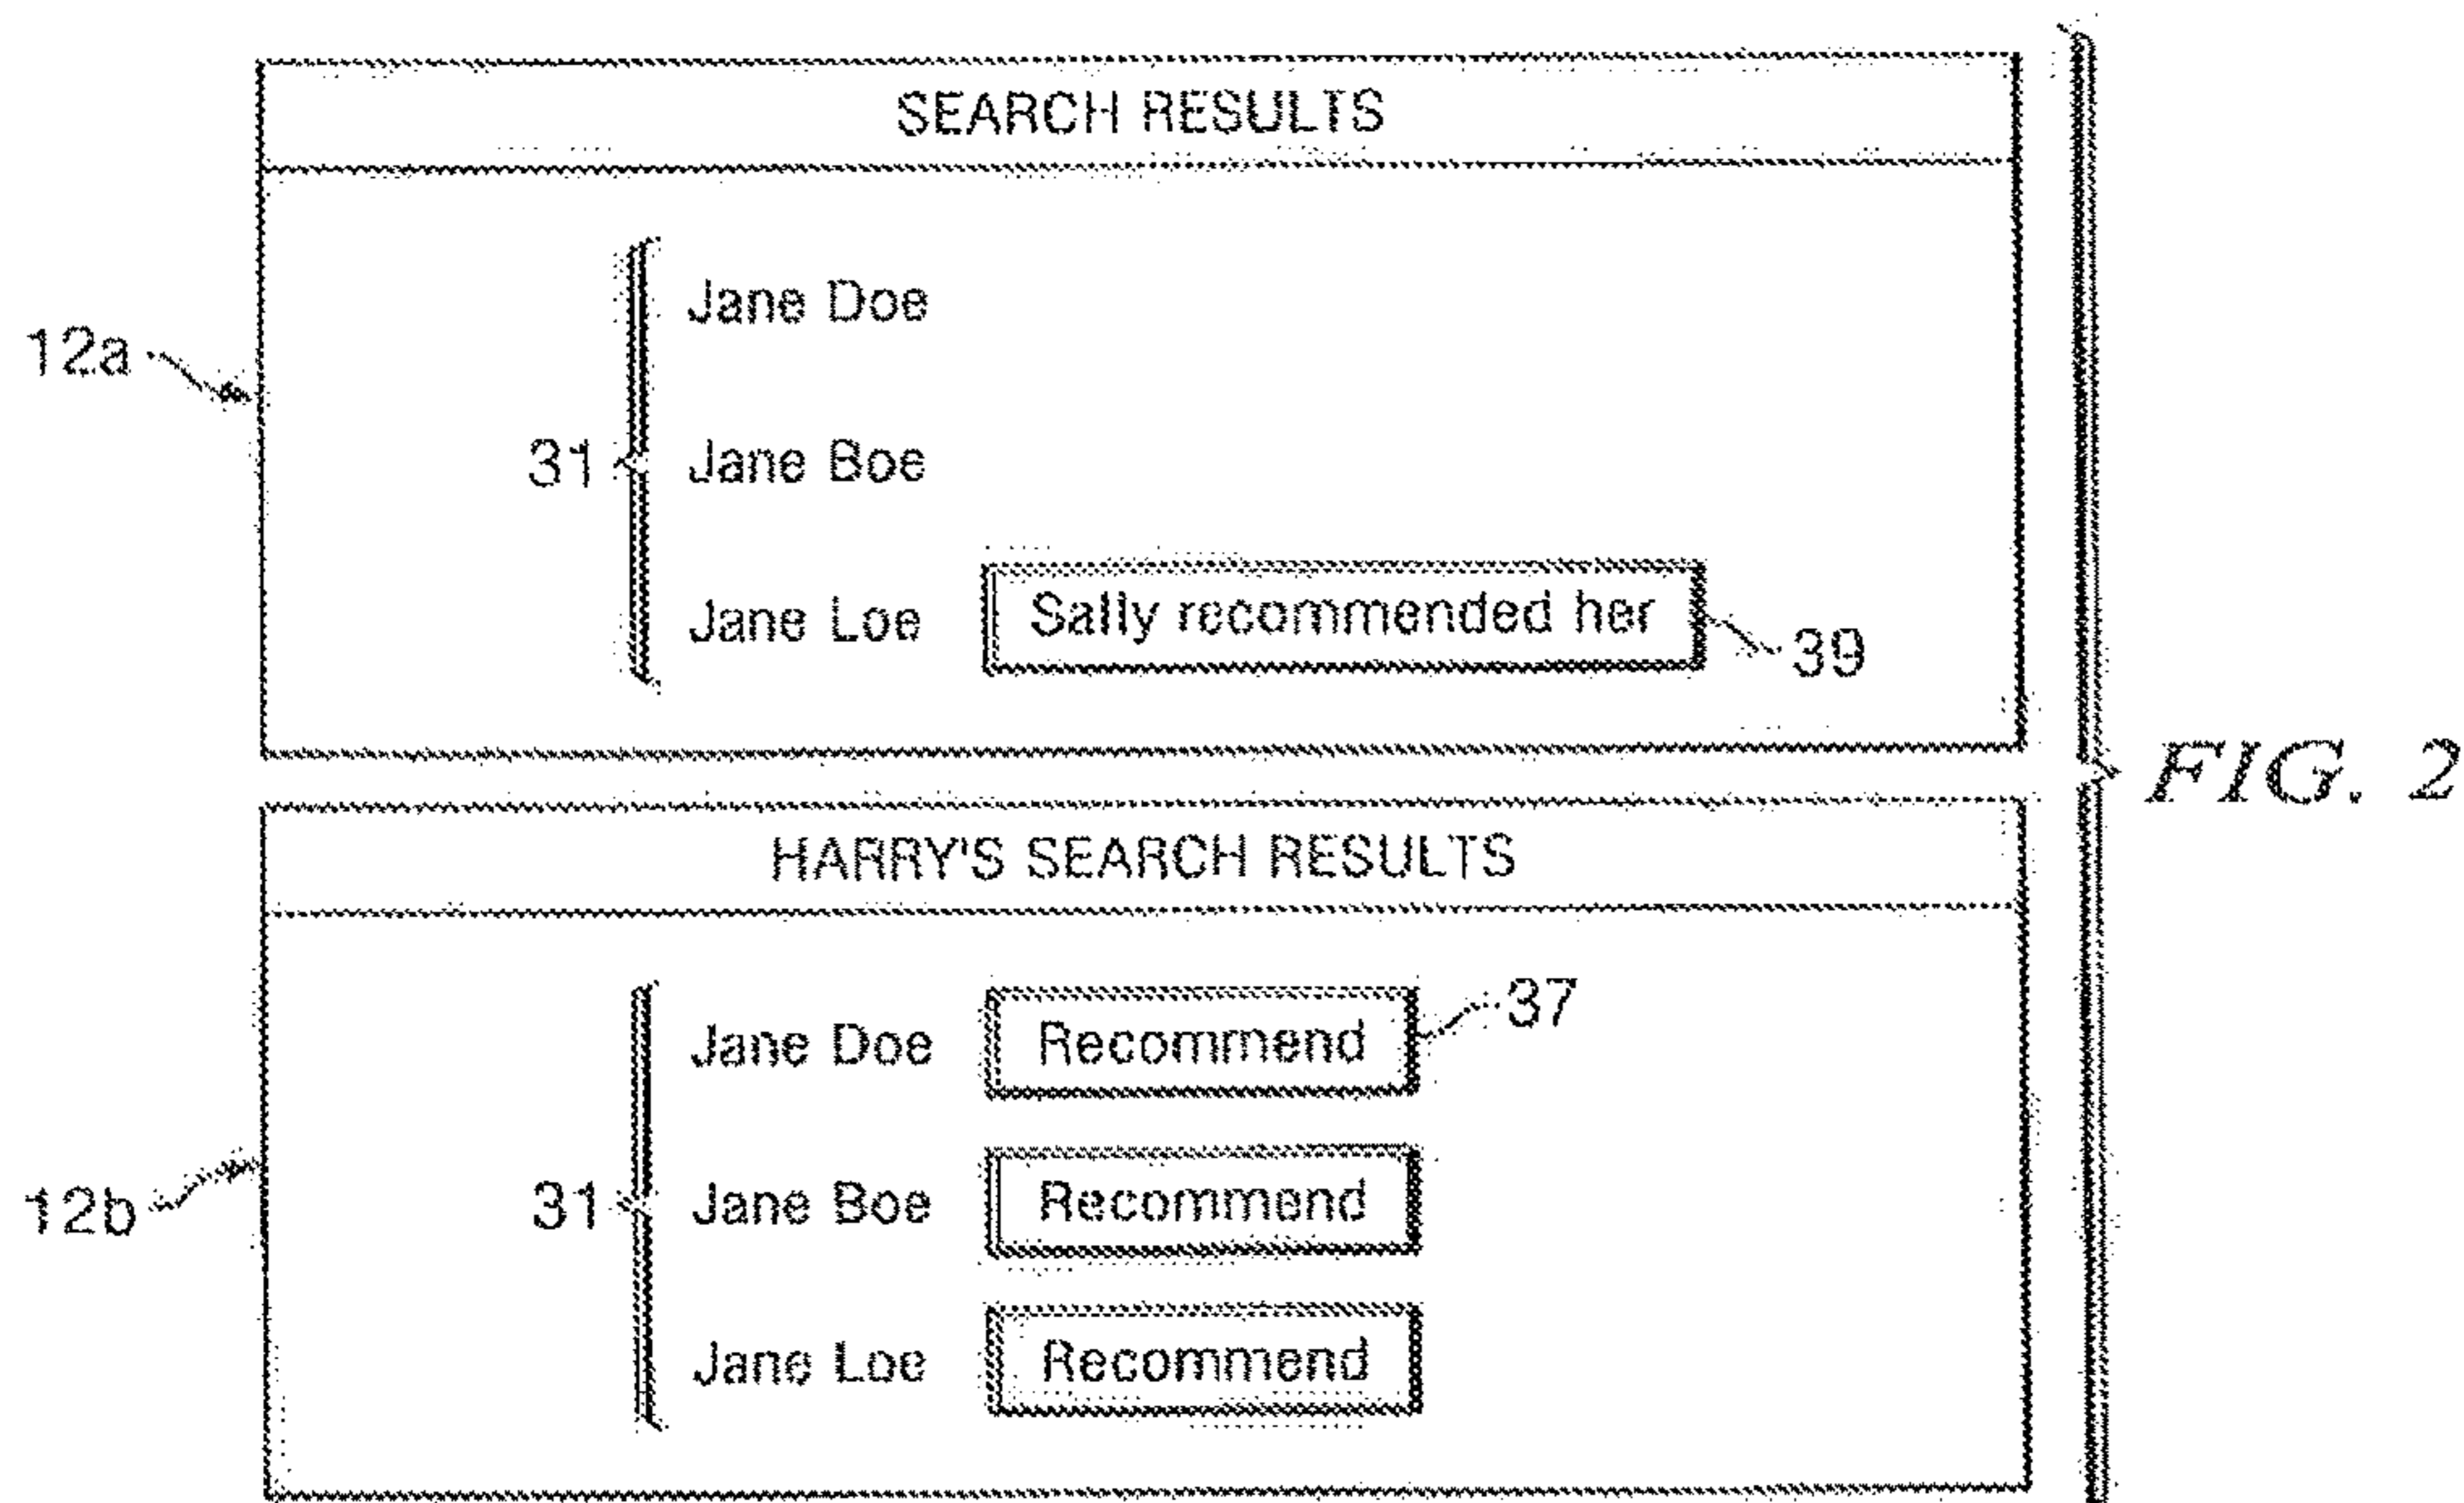 SEARCH RESULTS
Jane Doe
12a
31 Jane Boe
Jane Loe Sally recommended her 39
FIG. 2
HARRY'S SEARCH RESULTS
Jane Doe Recommend 37
12b 31 Jane Boe Recommend
Jane Loe Recommend